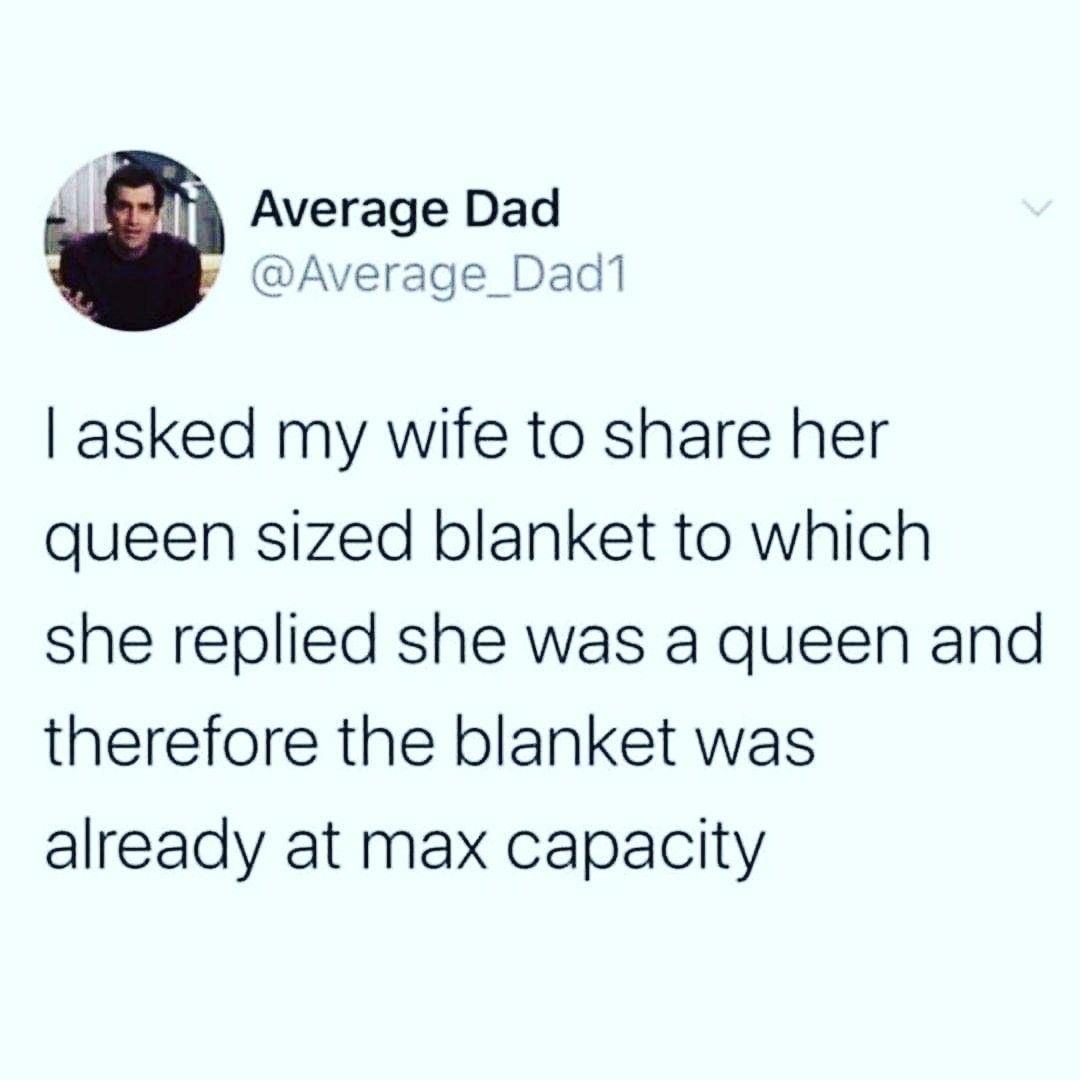 Average Dad
@Average_Dad1
I asked my wife to share her
queen sized blanket to which
she replied she was a queen and
therefore the blanket was
already at max capacity